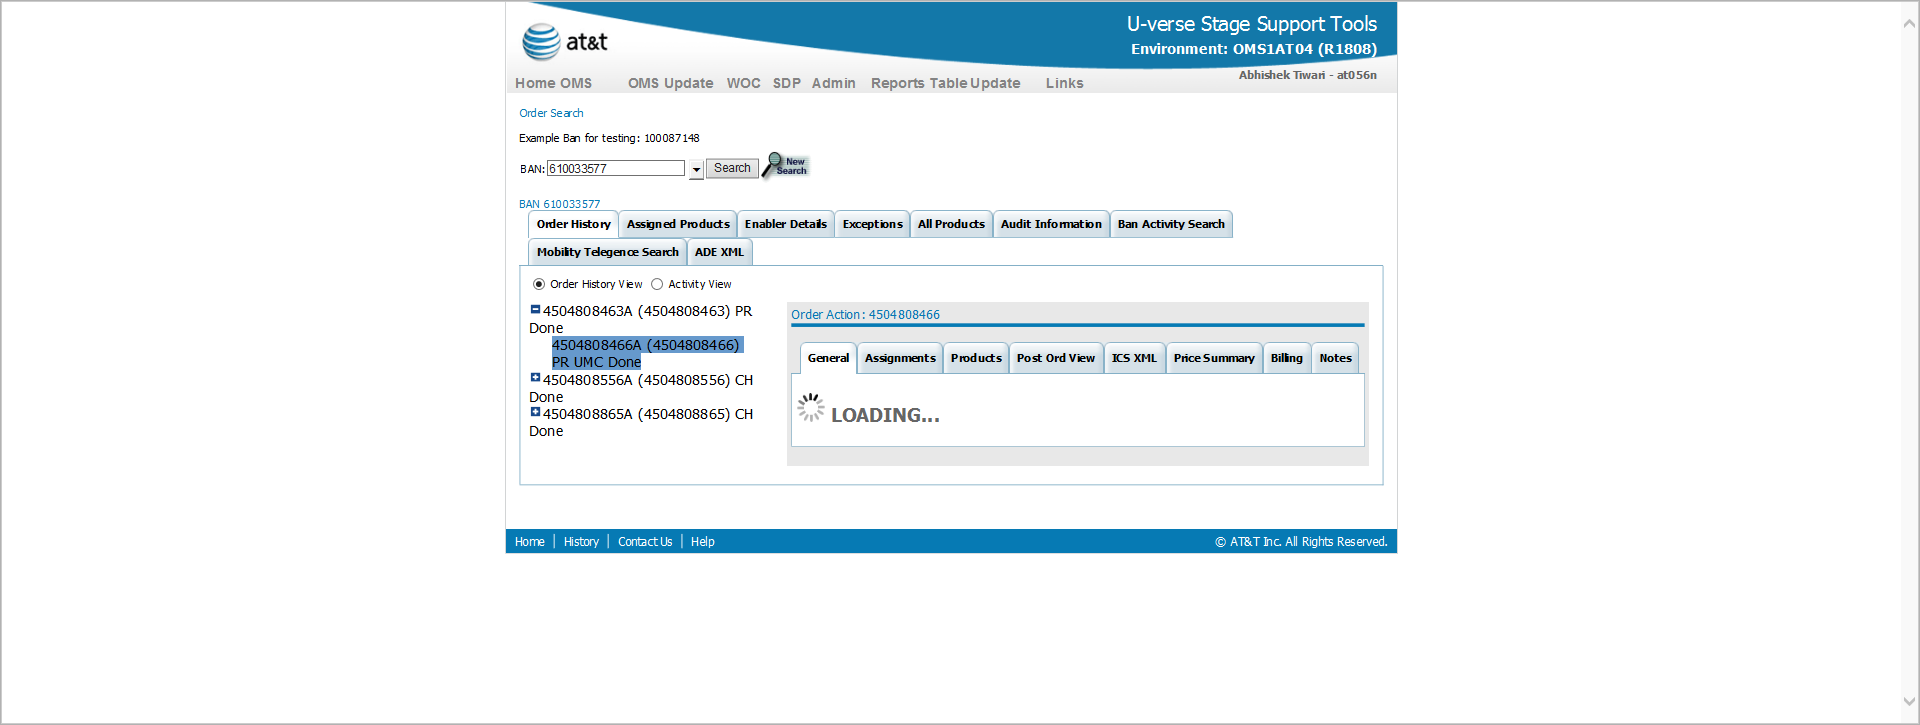 at&t
U-verse Stage Support Tools
Environment: OMS1AT04 (R1808)
Abhishek Tiwari - at056n
Home OMS OMS Update WOC SDP Admin Reports Table Update Links
Order Search
Example Ban for testing: 100087148
BAN: 610033577 Search New Search
BAN 610033577
Order History Assigned Products Enabler Details Exceptions All Products Audit Information Ban Activity Search
Mobility Telegence Search ADE XML
Order History View Activity View
4504808463A (4504808463) PR
Done
4504808466A (4504808466)
PR UMC Done
4504808556A (4504808556) CH
Done
4504808865A (4504808865) CH
Done
Order Action : 4504808466
General Assignments Products Post Ord View ICS XML Price Summary Billing Notes
LOADING...
Home | History | Contact Us | Help
© AT&T Inc. All Rights Reserved.